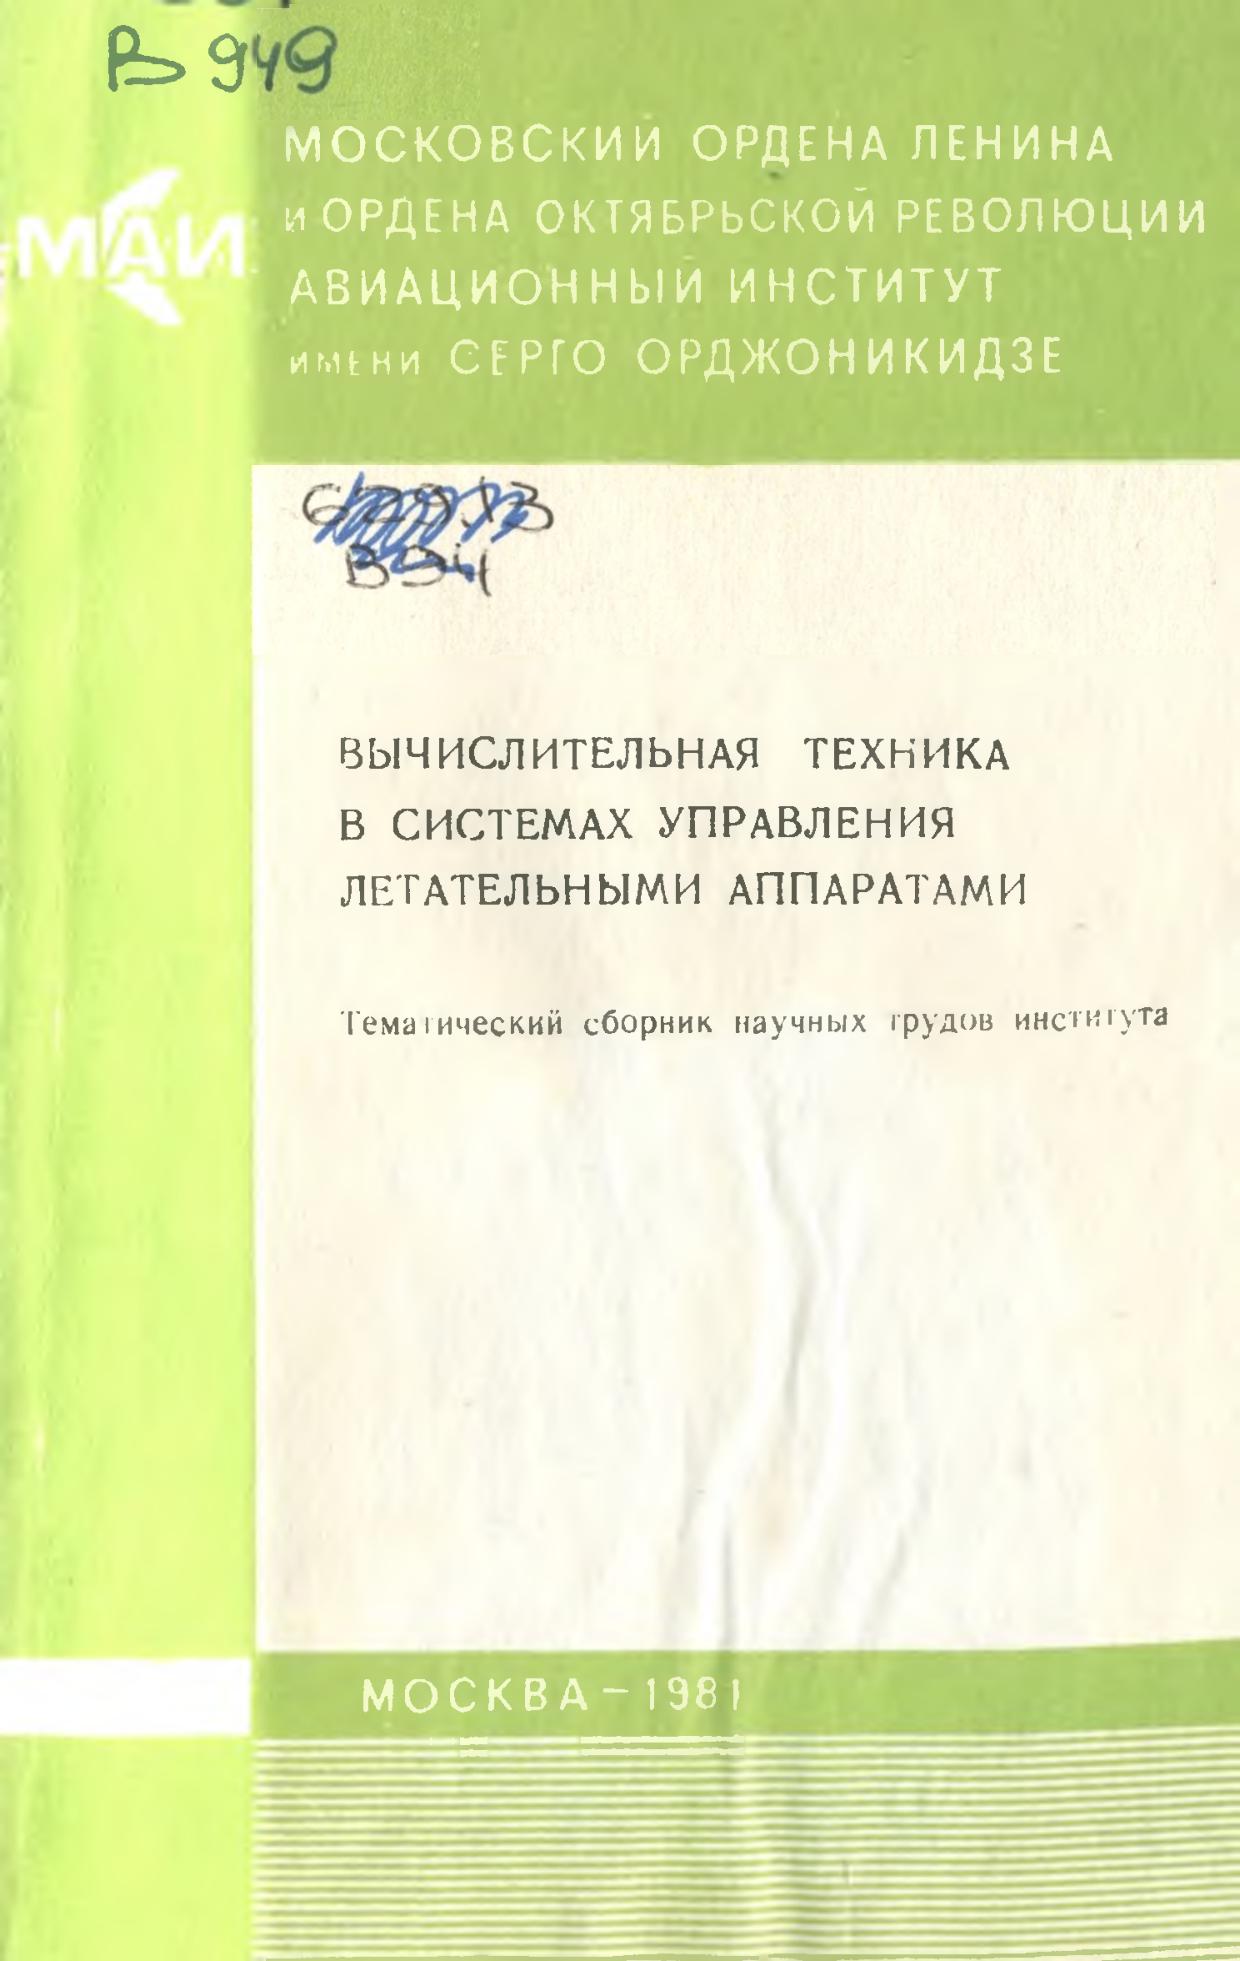 В 949
МОСКОВСКИЙ ОРДЕНА ЛЕНИНА
и ОРДЕНА ОКТЯБРЬСКОЙ РЕВОЛЮЦИИ
МАИ
АВИАЦИОННЫЙ ИНСТИТУТ
имени СЕРГО ОРДЖОНИКИДЗЕ
В94
ВЫЧИСЛИТЕЛЬНАЯ ТЕХНИКА
В СИСТЕМАХ УПРАВЛЕНИЯ
ЛЕТАТЕЛЬНЫМИ АППАРАТАМИ
Тематический сборник научных трудов института
МОСКВА – 1981